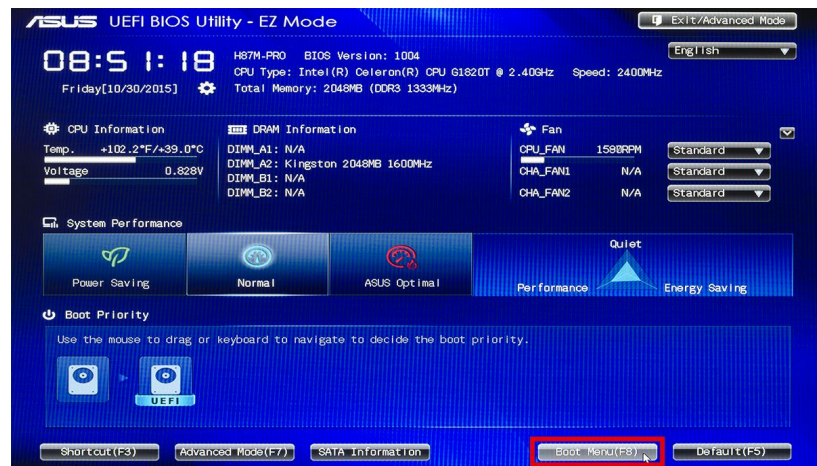 ASUS UEFI BIOS Utility - EZ Mode
Exit/Advanced Mode
08:51:18
Friday[10/30/2015]
H87M-PRO BIOS Version: 1004
CPU Type: Intel(R) Celeron(R) CPU G1820T @ 2.40GHz Speed: 2400MHz
Total Memory: 2048MB (DDR3 1333MHz)
English
CPU Information
Temp. +102.2°F/+39.0°C
Voltage 0.828V
DRAM Information
DIMM_A1: N/A
DIMM_A2: Kingston 2048MB 1600MHz
DIMM_B1: N/A
DIMM_B2: N/A
Fan
CPU_FAN 1580RPM Standard
CHA_FAN1 N/A Standard
CHA_FAN2 N/A Standard
System Performance
Power Saving
Normal
ASUS Optimal
Quiet
Performance
Energy Saving
Boot Priority
Use the mouse to drag or keyboard to navigate to decide the boot priority.
UEFI
Shortcut(F3)
Advanced Mode(F7)
SATA Information
Boot Menu(F8)
Default(F5)